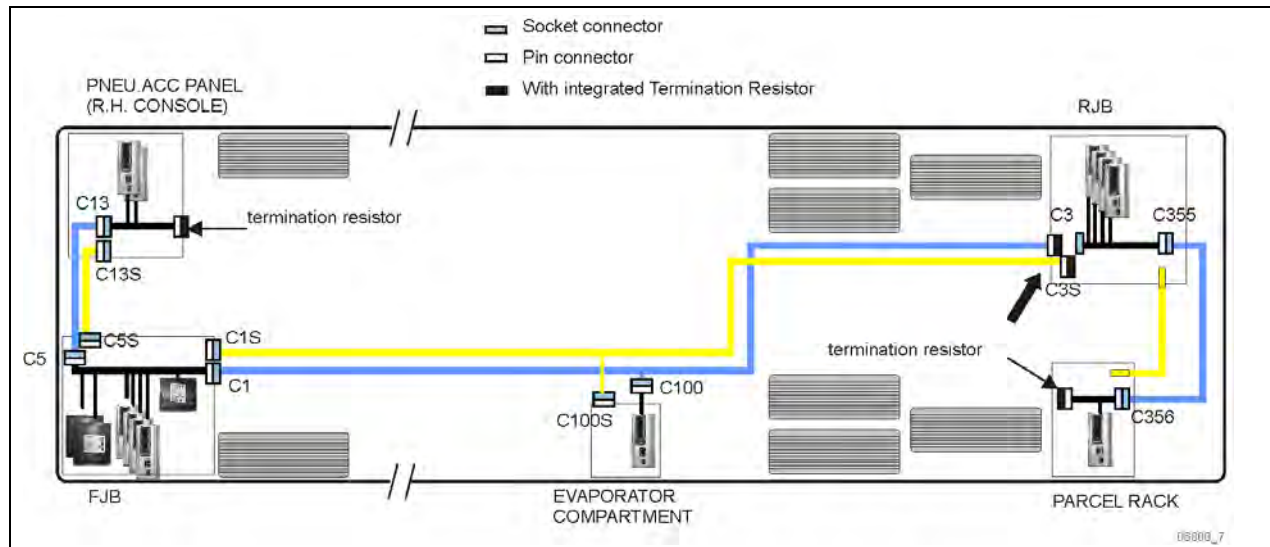 Socket connector
Pin connector
With integrated Termination Resistor
PNEU.ACC PANEL
(R.H. CONSOLE)
RJB
C13
termination resistor
C3
C355
C13S
C3S
C5S
C1S
C5
termination resistor
C1
C100
C100S
C356
FJB
EVAPORATOR
COMPARTMENT
PARCEL RACK